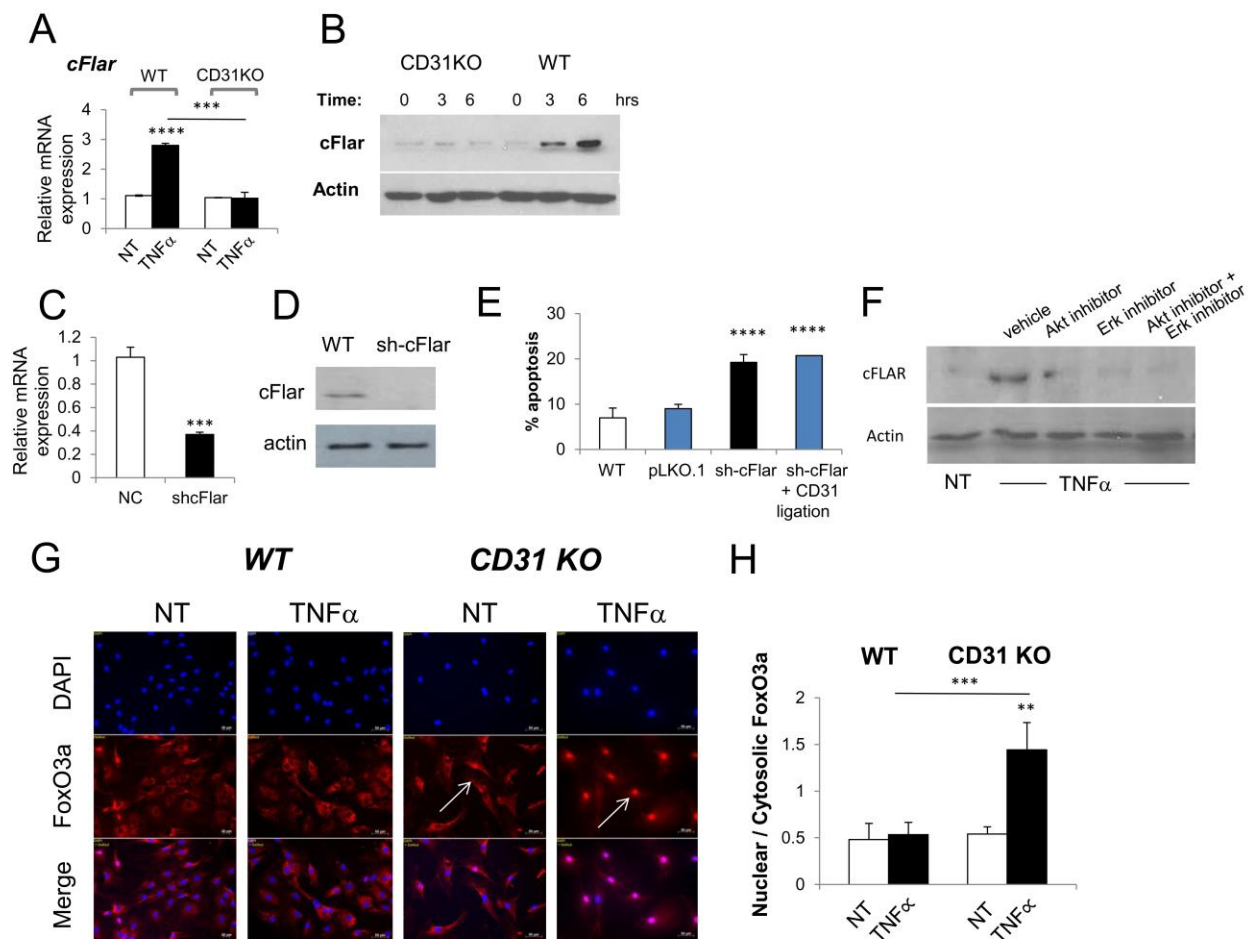 A
cFlar
WT CD31KO
***
****
Relative mRNA
expression
4
3
2
1
0
NT TNFα NT TNFα
B
CD31KO WT
Time: 0 3 6 0 3 6 hrs
cFlar
Actin
C
Relative mRNA
expression
1.2
1
0.8
0.6
0.4
0.2
0
***
NC shcFlar
D
WT sh-cFlar
cFlar
actin
E
% apoptosis
30
20
10
0
**** ****
WT pLKO.1 sh-cFlar sh-cFlar
+ CD31
ligation
F
vehicle
Akt inhibitor
Erk inhibitor
Akt inhibitor +
Erk inhibitor
cFLAR
Actin
NT TNFα
G
WT CD31 KO
NT TNFα NT TNFα
DAPI
FoxO3a
Merge
H
WT CD31 KO
***
**
Nuclear / Cytosolic FoxO3a
2
1.5
1
0.5
0
NT TNFα NT TNFα